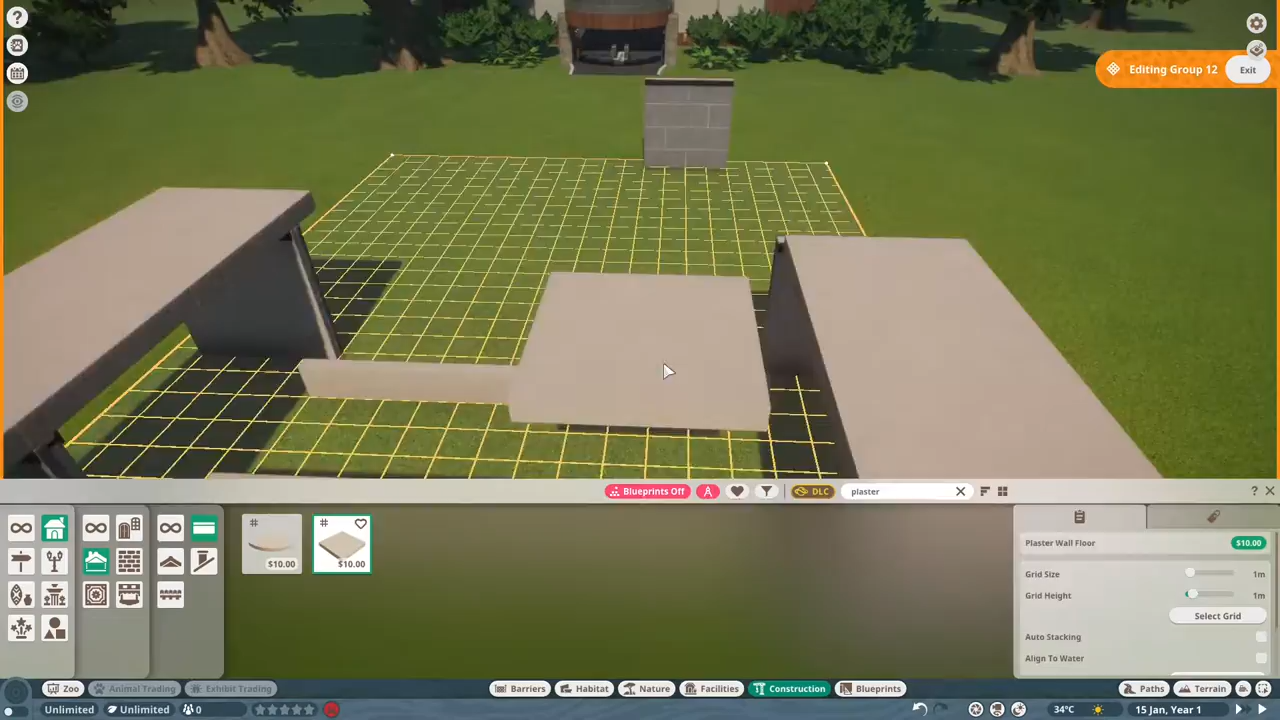 ?
Editing Group 12
Exit
Blueprints Off
DLC
plaster
?
$10.00
$10.00
Plaster Wall Floor
$10.00
Grid Size
1m
Grid Height
1m
Select Grid
Auto Stacking
Align To Water
Zoo
Animal Trading
Exhibit Trading
Barriers
Habitat
Nature
Facilities
Construction
Blueprints
Paths
Terrain
Unlimited
Unlimited
0
34°C
15 Jan, Year 1